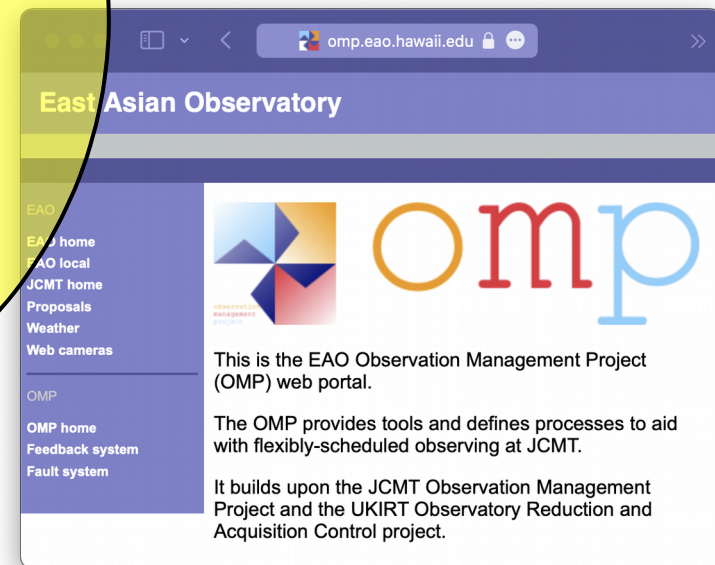 omp.eao.hawaii.edu
East Asian Observatory
EAO
EAO home
EAO local
JCMT home
Proposals
Weather
Web cameras
OMP
OMP home
Feedback system
Fault system
omp
observation
management
project
This is the EAO Observation Management Project
(OMP) web portal.
The OMP provides tools and defines processes to aid
with flexibly-scheduled observing at JCMT.
It builds upon the JCMT Observation Management
Project and the UKIRT Observatory Reduction and
Acquisition Control project.